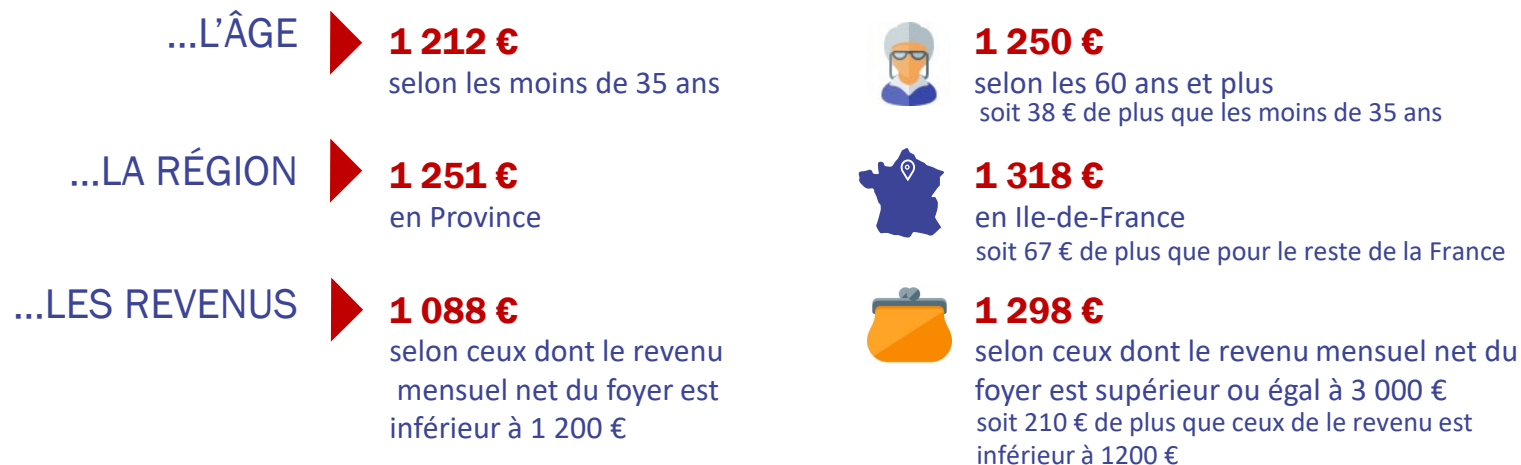 ...L'ÂGE
1 212 €
selon les moins de 35 ans
1 250 €
selon les 60 ans et plus
soit 38 € de plus que les moins de 35 ans
...LA RÉGION
1 251 €
en Province
1 318 €
en Ile-de-France
soit 67 € de plus que pour le reste de la France
...LES REVENUS
1 088 €
selon ceux dont le revenu
mensuel net du foyer est
inférieur à 1 200 €
1 298 €
selon ceux dont le revenu mensuel net du
foyer est supérieur ou égal à 3 000 €
soit 210 € de plus que ceux de le revenu est
inférieur à 1200 €